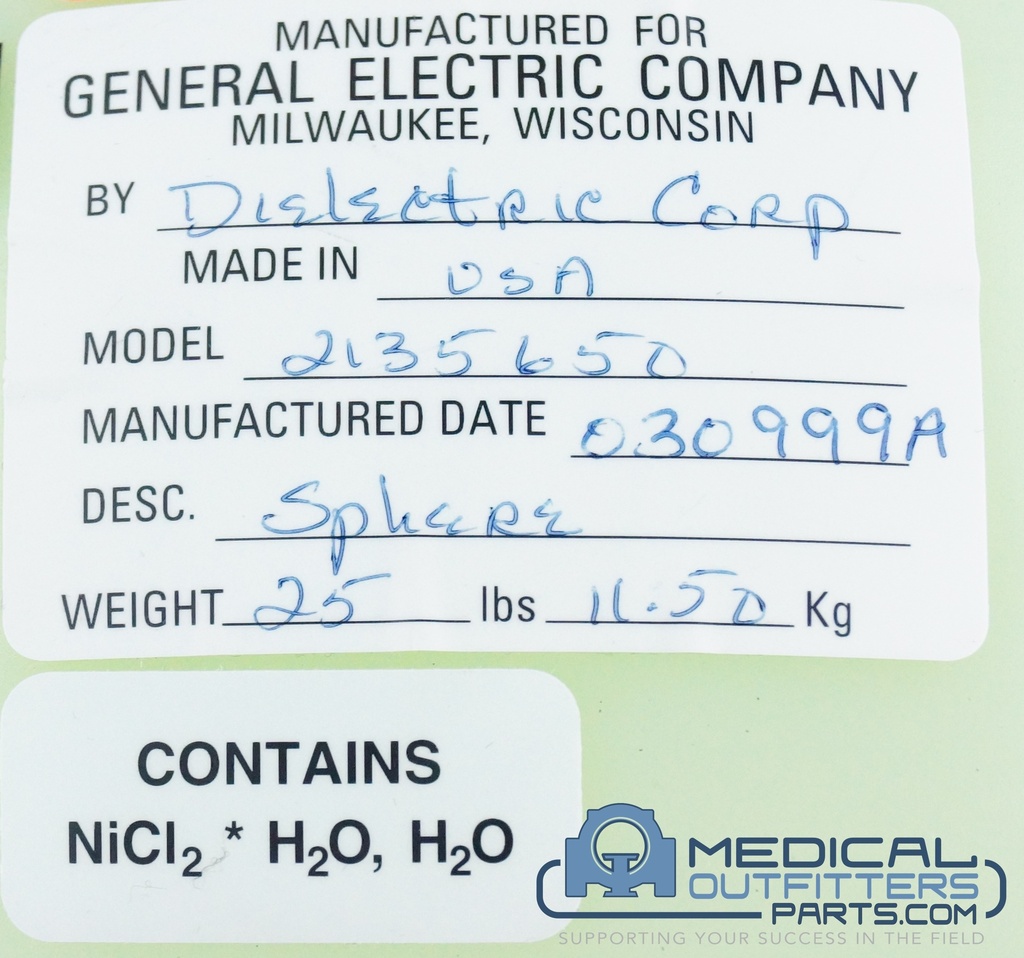 MANUFACTURED FOR
GENERAL ELECTRIC COMPANY
MILWAUKEE, WISCONSIN
BY Dielectric Corp
MADE IN USA
MODEL 2135650
MANUFACTURED DATE 030999A
DESC. Sphere
WEIGHT 25 lbs 11.50 Kg
CONTAINS
NiCl₂ * H₂O, H₂O
MEDICAL
OUTFITTERS
PARTS.COM
SUPPORTING YOUR SUCCESS IN THE FIELD